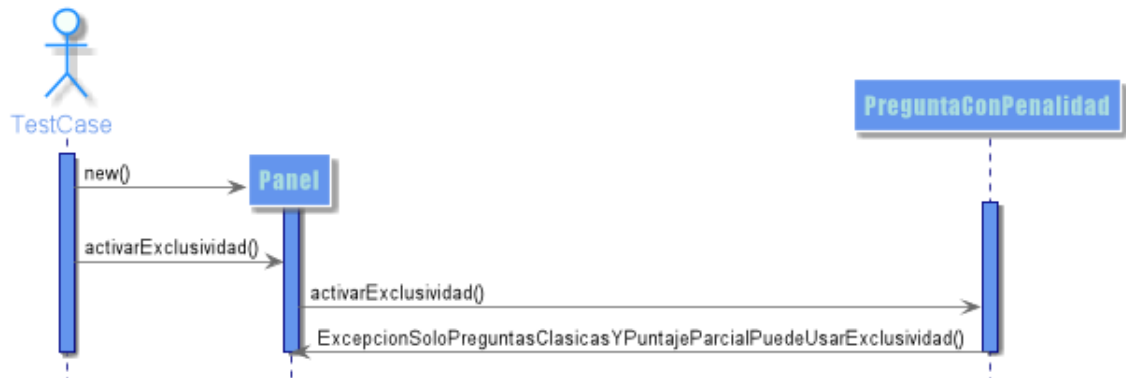 TestCase
PreguntaConPenalidad
new()
Panel
activarExclusividad()
activarExclusividad()
ExcepcionSoloPreguntasClasicasYPuntajeParcialPuedeUsarExclusividad()